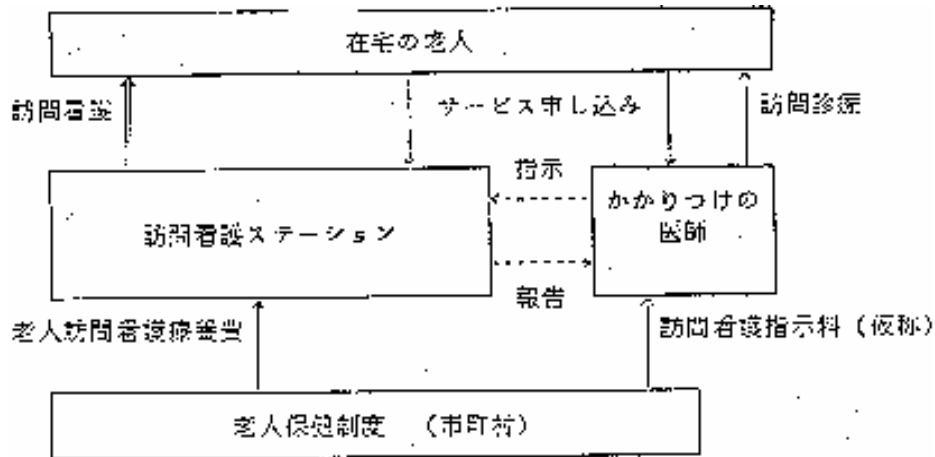 在宅の老人
訪問看護
サービス申し込み
訪問診療
指示
訪問看護ステーション
かかりつけの
医師
報告
老人訪問看護療養費
訪問看護指示料（仮称）
老人保健制度　（市町村）